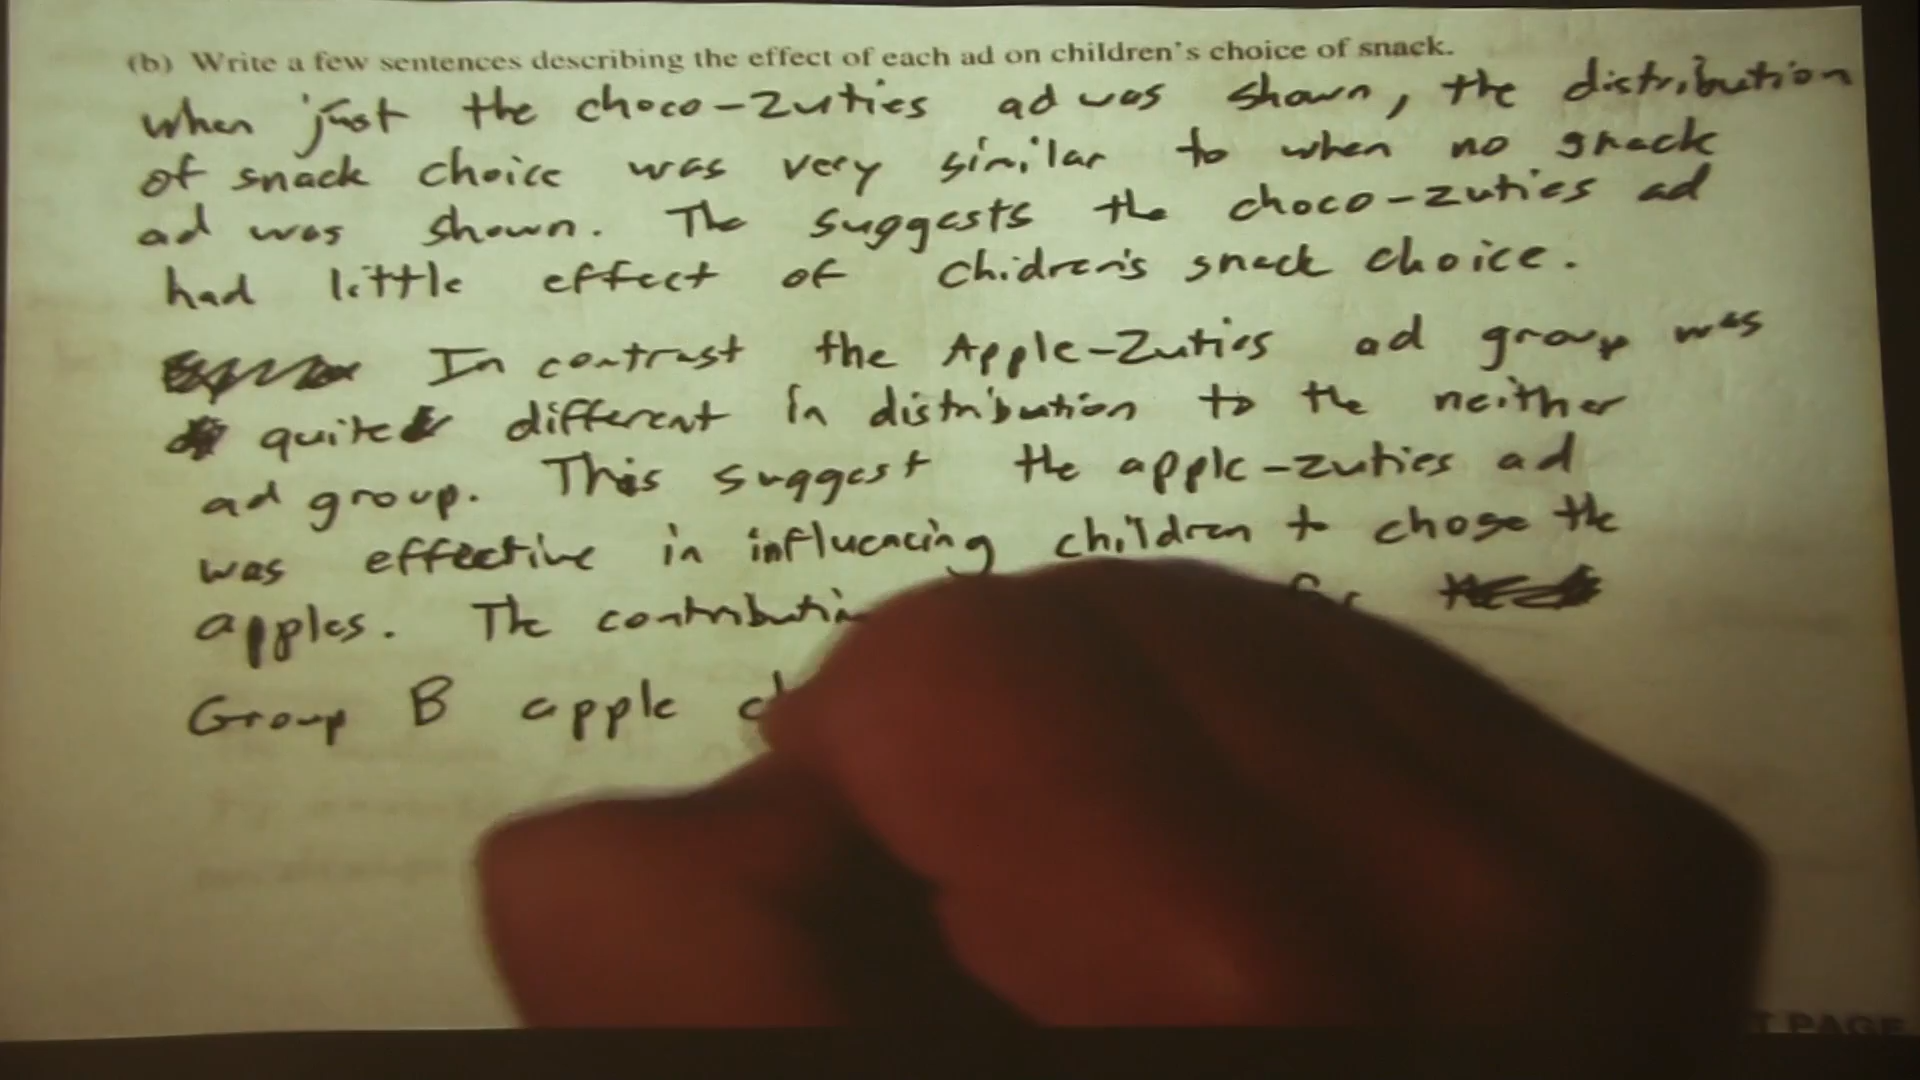 (b) Write a few sentences describing the effect of each ad on children's choice of snack.
When just the choco-zuties ad was shown, the distribution
of snack choice was very similar to when no snack
ad was shown. The suggests the choco-zuties ad
had little effect of Chidren's snack choice.
In contrast the Apple-Zuties ad group was
quite different in distribution to the neither
ad group. This suggest the apple-zuties ad
was effective in influencing children to chose the
apples. The
Group B apple
PAGE